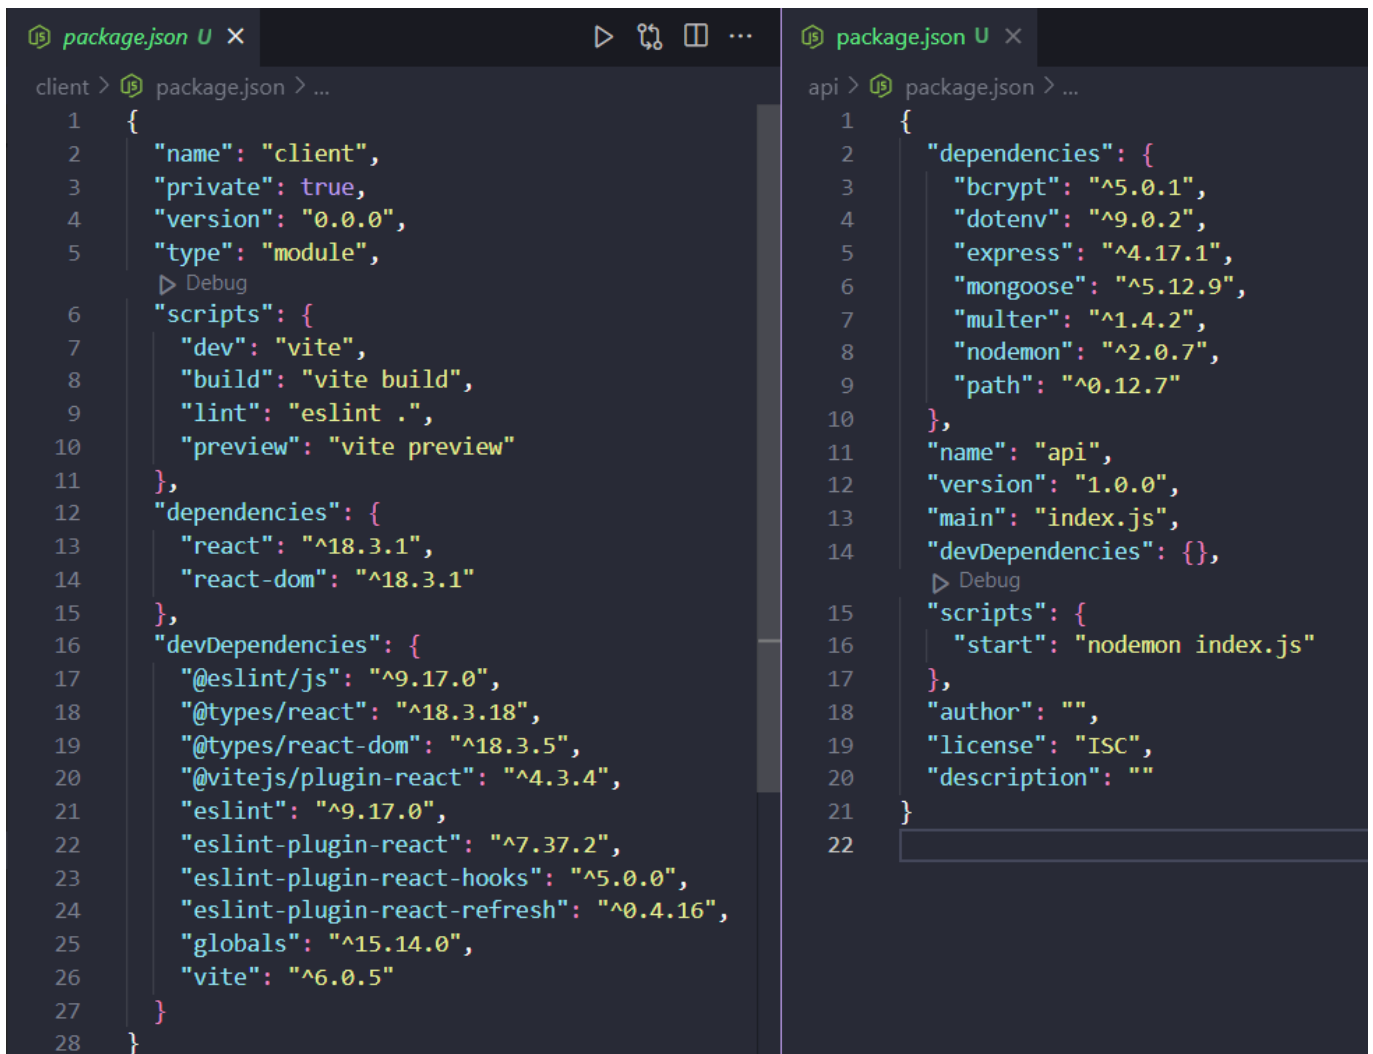 package.json U
client > package.json > ...
1 {
2 "name": "client",
3 "private": true,
4 "version": "0.0.0",
5 "type": "module",
Debug
6 "scripts": {
7 "dev": "vite",
8 "build": "vite build",
9 "lint": "eslint .",
10 "preview": "vite preview"
11 },
12 "dependencies": {
13 "react": "^18.3.1",
14 "react-dom": "^18.3.1"
15 },
16 "devDependencies": {
17 "@eslint/js": "^9.17.0",
18 "@types/react": "^18.3.18",
19 "@types/react-dom": "^18.3.5",
20 "@vitejs/plugin-react": "^4.3.4",
21 "eslint": "^9.17.0",
22 "eslint-plugin-react": "^7.37.2",
23 "eslint-plugin-react-hooks": "^5.0.0",
24 "eslint-plugin-react-refresh": "^0.4.16",
25 "globals": "^15.14.0",
26 "vite": "^6.0.5"
27 }
28 }
package.json U
api > package.json > ...
1 {
2 "dependencies": {
3 "bcrypt": "^5.0.1",
4 "dotenv": "^9.0.2",
5 "express": "^4.17.1",
6 "mongoose": "^5.12.9",
7 "multer": "^1.4.2",
8 "nodemon": "^2.0.7",
9 "path": "^0.12.7"
10 },
11 "name": "api",
12 "version": "1.0.0",
13 "main": "index.js",
14 "devDependencies": {},
Debug
15 "scripts": {
16 "start": "nodemon index.js"
17 },
18 "author": "",
19 "license": "ISC",
20 "description": ""
21 }
22